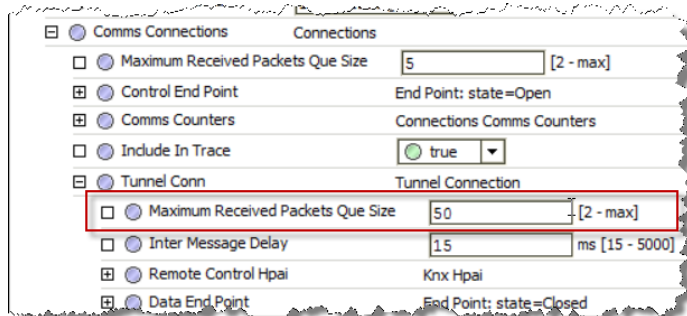 Comms Connections Connections
Maximum Received Packets Que Size 5 [2 - max]
Control End Point End Point: state=Open
Comms Counters Connections Comms Counters
Include In Trace true
Tunnel Conn Tunnel Connection
Maximum Received Packets Que Size 50 [2 - max]
Inter Message Delay 15 ms [15 - 5000]
Remote Control Hpai Knx Hpai
Data End Point End Point: state=Closed